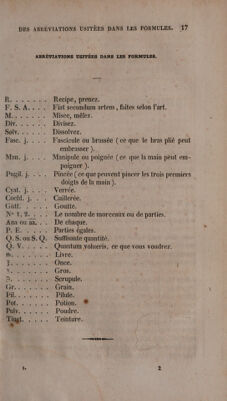 DES ABRÉVIATIONS USITÉES DANS LES FORMULES. 17
ABRÉVIATIONS USITÉES DANS LES FORMULES.
R. . . . . . . . Recipe, prenez.
F. S. A. . . . . Fiat secundum artem, faites selon l'art.
M. . . . . . . . Misce, mêlez.
Div. . . . . . . Divisez.
Solv. . . . . . Dissolvez.
Fasc. j. . . . . Fascicule ou brassée (ce que le bras plié peut
embrasser).
Man. j. . . . . Manipule ou poignée (ce que la main peut em-
poigner).
Pugil. j. . . . . Pincée (ce que peuvent pincer les trois premiers
doigts de la main).
Cyat. j. . . . . Verrée.
Cochl. j. . . . . Cuillerée.
Gutt. . . . . . Goutte.
Nº 1, 2. . . . . Le nombre de morceaux ou de parties.
Ana ou aa. . . . De chaque.
P. E. . . . . . Parties égales.
Q. S. ou S. Q. Suffisante quantité.
Q. V. . . . . . Quantum volueris, ce que vous voudrez.
Livre.
Once.
Gros.
Scrupule.
Gr. . . . . . . Grain.
Pil. . . . . . . Pilule.
Pot. . . . . . . Potion.
Pulv. . . . . . Poudre.
Tinct. . . . . . Teinture.
1. 2